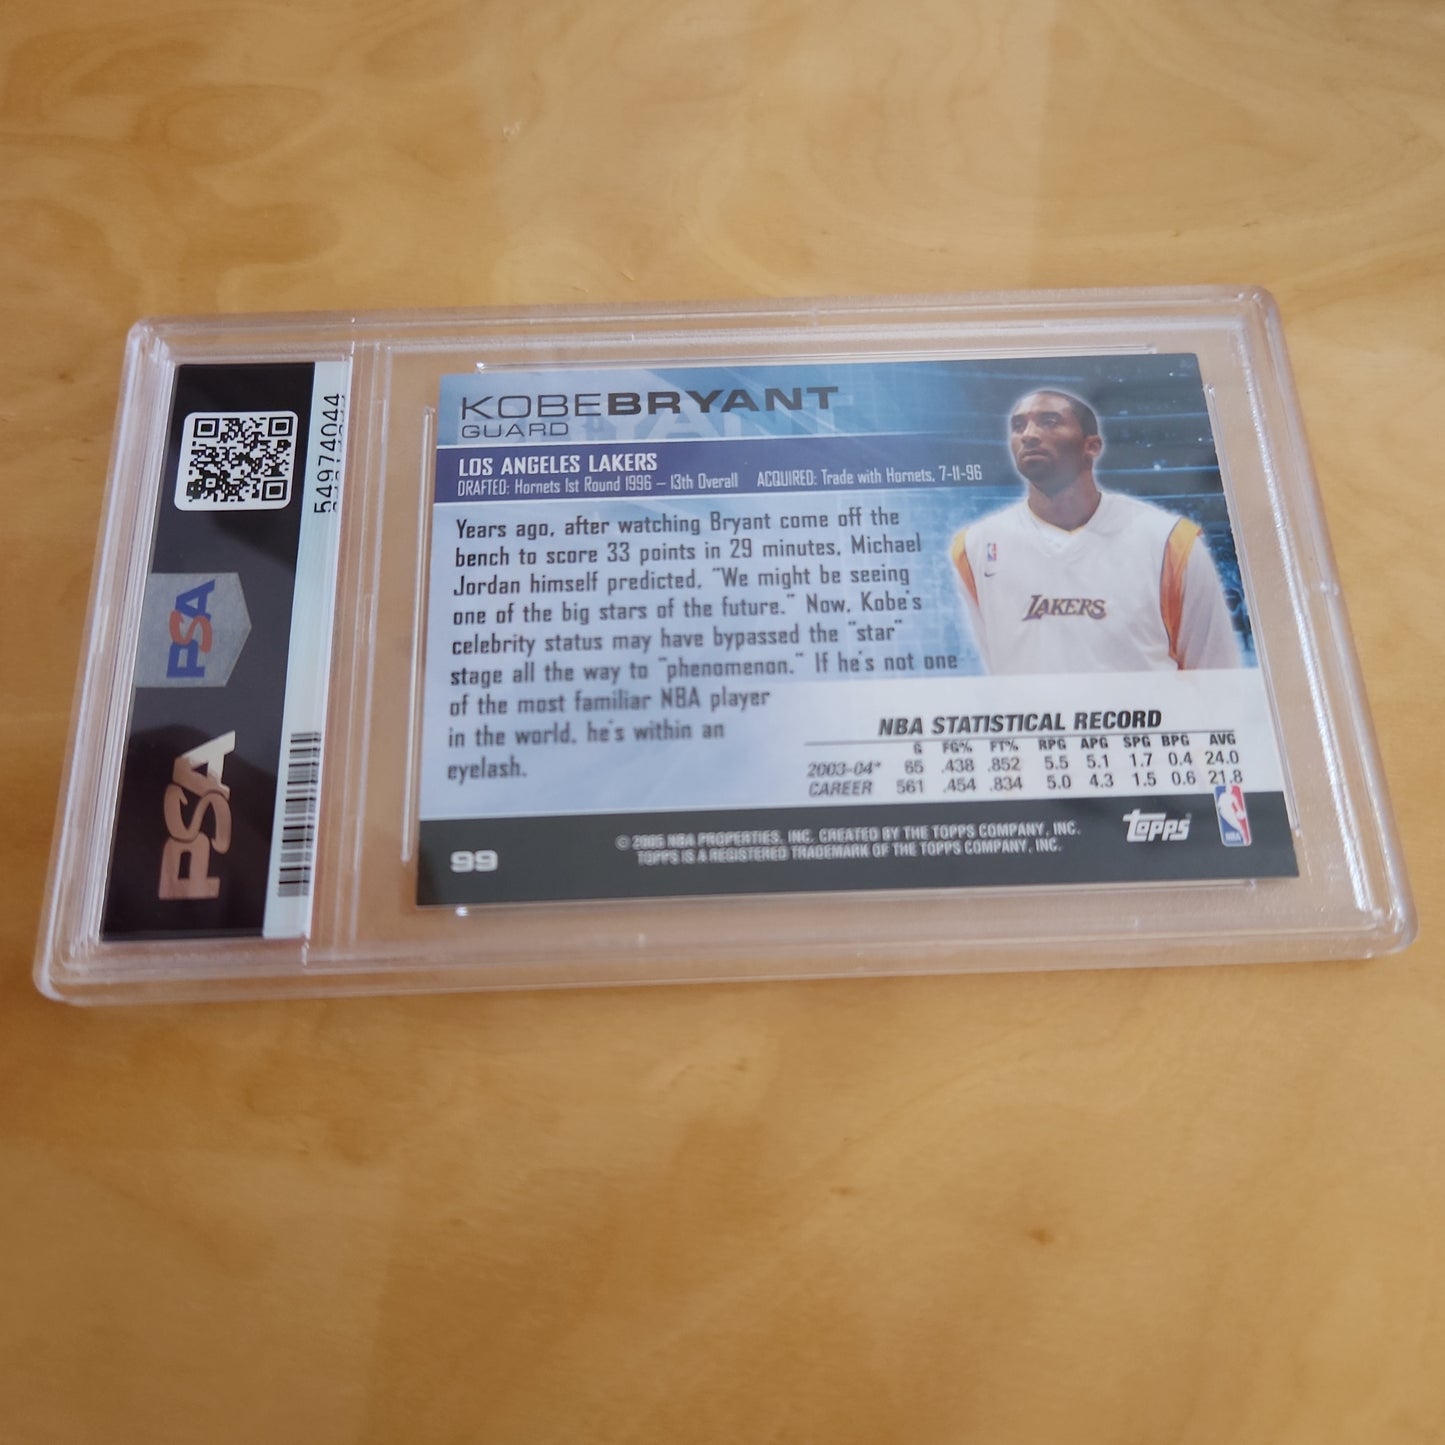 54974044
PSA
PSA
KOBEBRYANT
GUARD
LOS ANGELES LAKERS
DRAFTED: Hornets 1st Round 1996 – 13th Overall ACQUIRED: Trade with Hornets, 7-11-96
Years ago, after watching Bryant come off the
bench to score 33 points in 29 minutes, Michael
Jordan himself predicted, "We might be seeing
one of the big stars of the future." Now, Kobe's
celebrity status may have bypassed the "star"
stage all the way to "phenomenon." If he's not one
of the most familiar NBA player
in the world, he's within an
eyelash.
LAKERS
NBA STATISTICAL RECORD
G FG% FT% RPG APG SPG BPG AVG
2003-04* 65 .438 .852 5.5 5.1 1.7 0.4 24.0
CAREER 561 .454 .834 5.0 4.3 1.5 0.6 21.8
99
© 2005 NBA PROPERTIES, INC. CREATED BY THE TOPPS COMPANY, INC.
TOPPS IS A REGISTERED TRADEMARK OF THE TOPPS COMPANY, INC.
topps
NBA